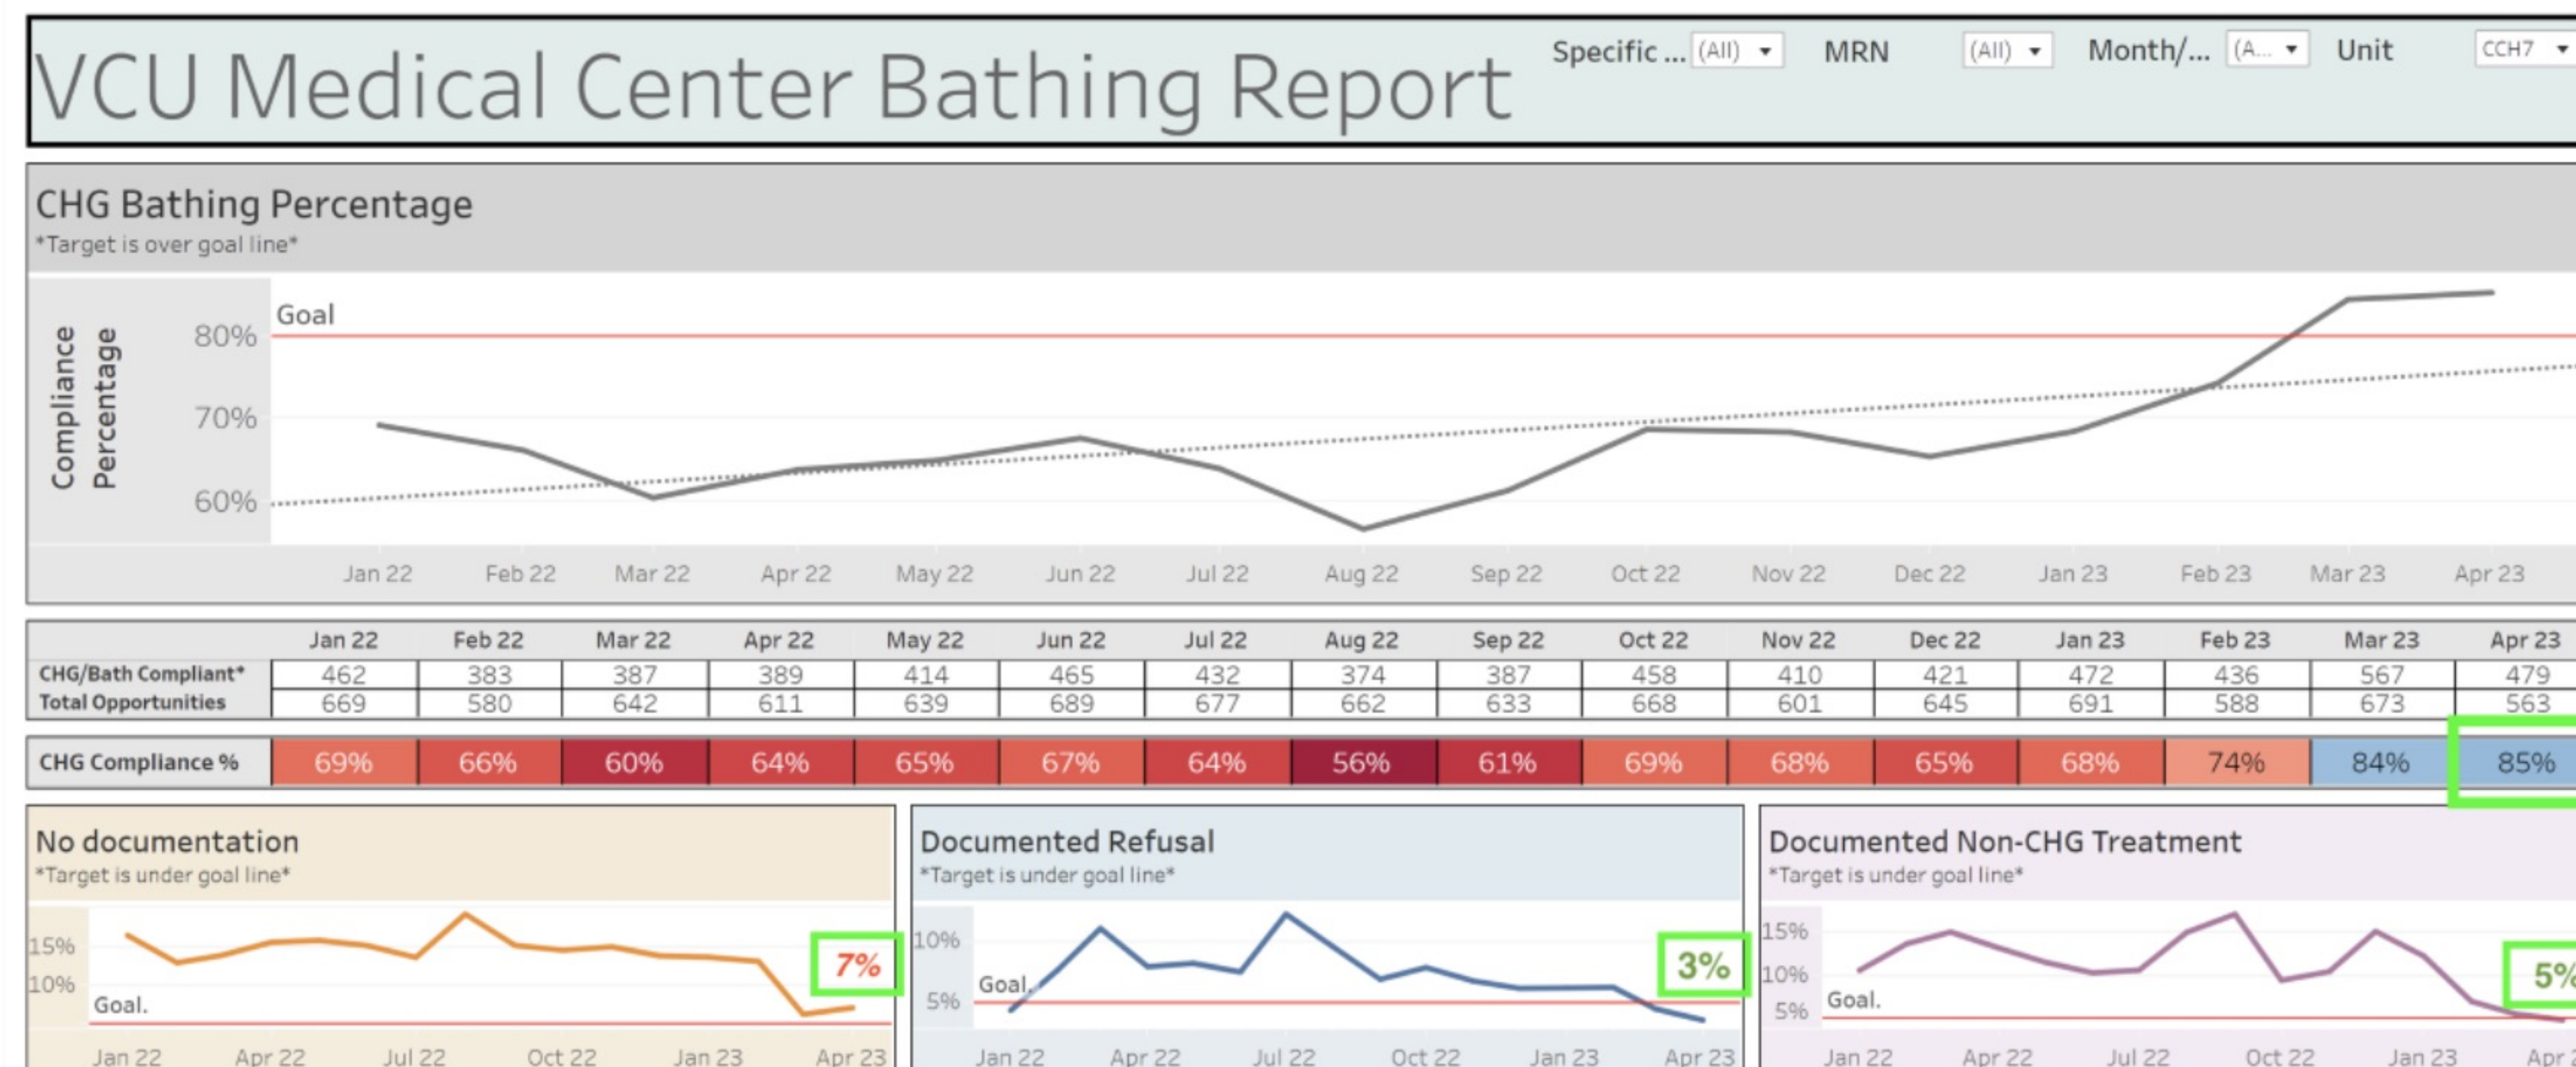 VCU Medical Center Bathing Report
Specific ... (All) MRN (All) Month/... (A... Unit CCH7
CHG Bathing Percentage
*Target is over goal line*
Compliance
Percentage
Goal
80%
70%
60%
Jan 22 Feb 22 Mar 22 Apr 22 May 22 Jun 22 Jul 22 Aug 22 Sep 22 Oct 22 Nov 22 Dec 22 Jan 23 Feb 23 Mar 23 Apr 23
Jan 22 Feb 22 Mar 22 Apr 22 May 22 Jun 22 Jul 22 Aug 22 Sep 22 Oct 22 Nov 22 Dec 22 Jan 23 Feb 23 Mar 23 Apr 23
CHG/Bath Compliant* 462 383 387 389 414 465 432 374 387 458 410 421 472 436 567 479
Total Opportunities 669 580 642 611 639 689 677 662 633 668 601 645 691 588 673 563
CHG Compliance % 69% 66% 60% 64% 65% 67% 64% 56% 61% 69% 68% 65% 68% 74% 84% 85%
No documentation
*Target is under goal line*
15%
10%
Goal.
7%
Jan 22 Apr 22 Jul 22 Oct 22 Jan 23 Apr 23
Documented Refusal
*Target is under goal line*
10%
5%
Goal.
3%
Jan 22 Apr 22 Jul 22 Oct 22 Jan 23 Apr 23
Documented Non-CHG Treatment
*Target is under goal line*
15%
10%
5%
Goal.
5%
Jan 22 Apr 22 Jul 22 Oct 22 Jan 23 Apr